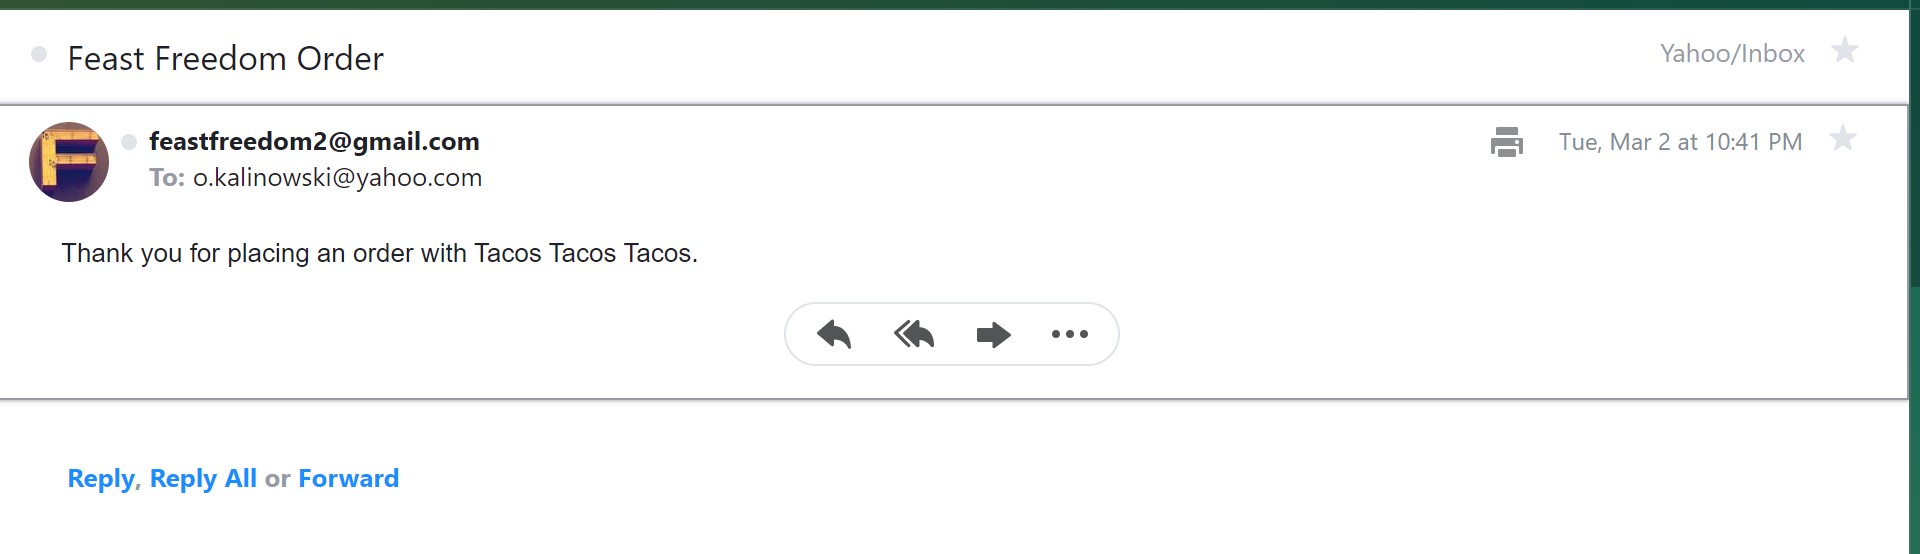 Feast Freedom Order
Yahoo/Inbox
F
feastfreedom2@gmail.com
Tue, Mar 2 at 10:41 PM
To: o.kalinowski@yahoo.com
Thank you for placing an order with Tacos Tacos Tacos.
Reply, Reply All or Forward